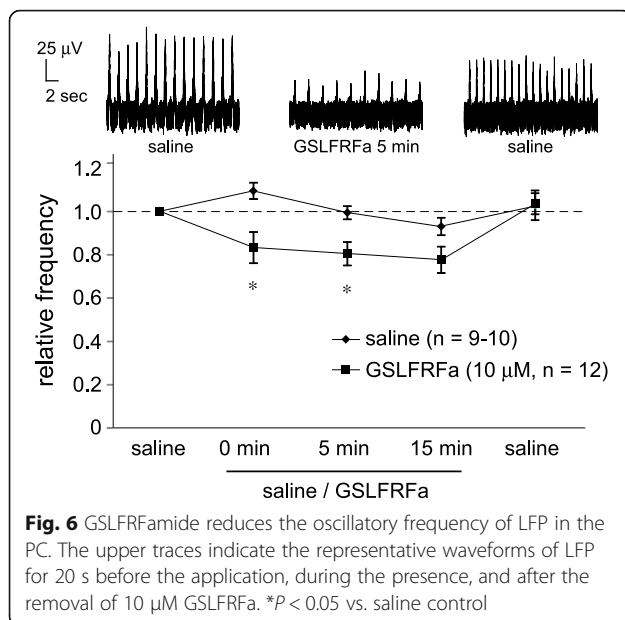 25 μV
2 sec
saline
GSLFRFa 5 min
saline
1.2
1.0
0.8
0.6
0.4
0.2
0
relative frequency
*
*
saline (n = 9-10)
GSLFRFa (10 μM, n = 12)
saline
0 min
5 min
15 min
saline
saline / GSLFRFa
Fig. 6 GSLFRFamide reduces the oscillatory frequency of LFP in the
PC. The upper traces indicate the representative waveforms of LFP
for 20 s before the application, during the presence, and after the
removal of 10 μM GSLFRFa. *P < 0.05 vs. saline control